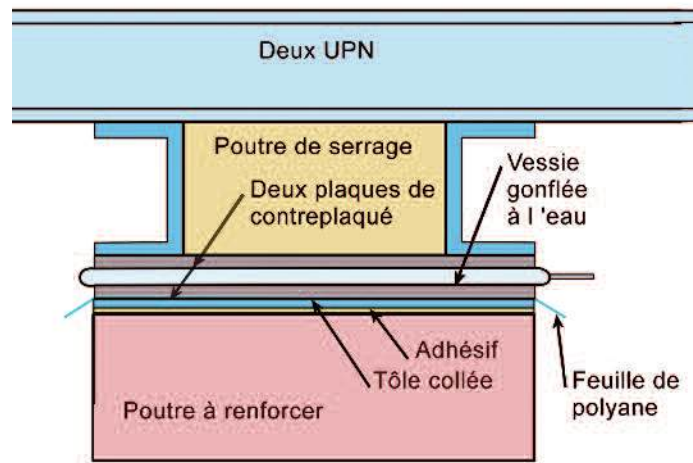 Deux UPN
Poutre de serrage
Deux plaques de
contreplaqué
Vessie
gonflée
à l 'eau
Adhésif
Tôle collée
Feuille de
polyane
Poutre à renforcer